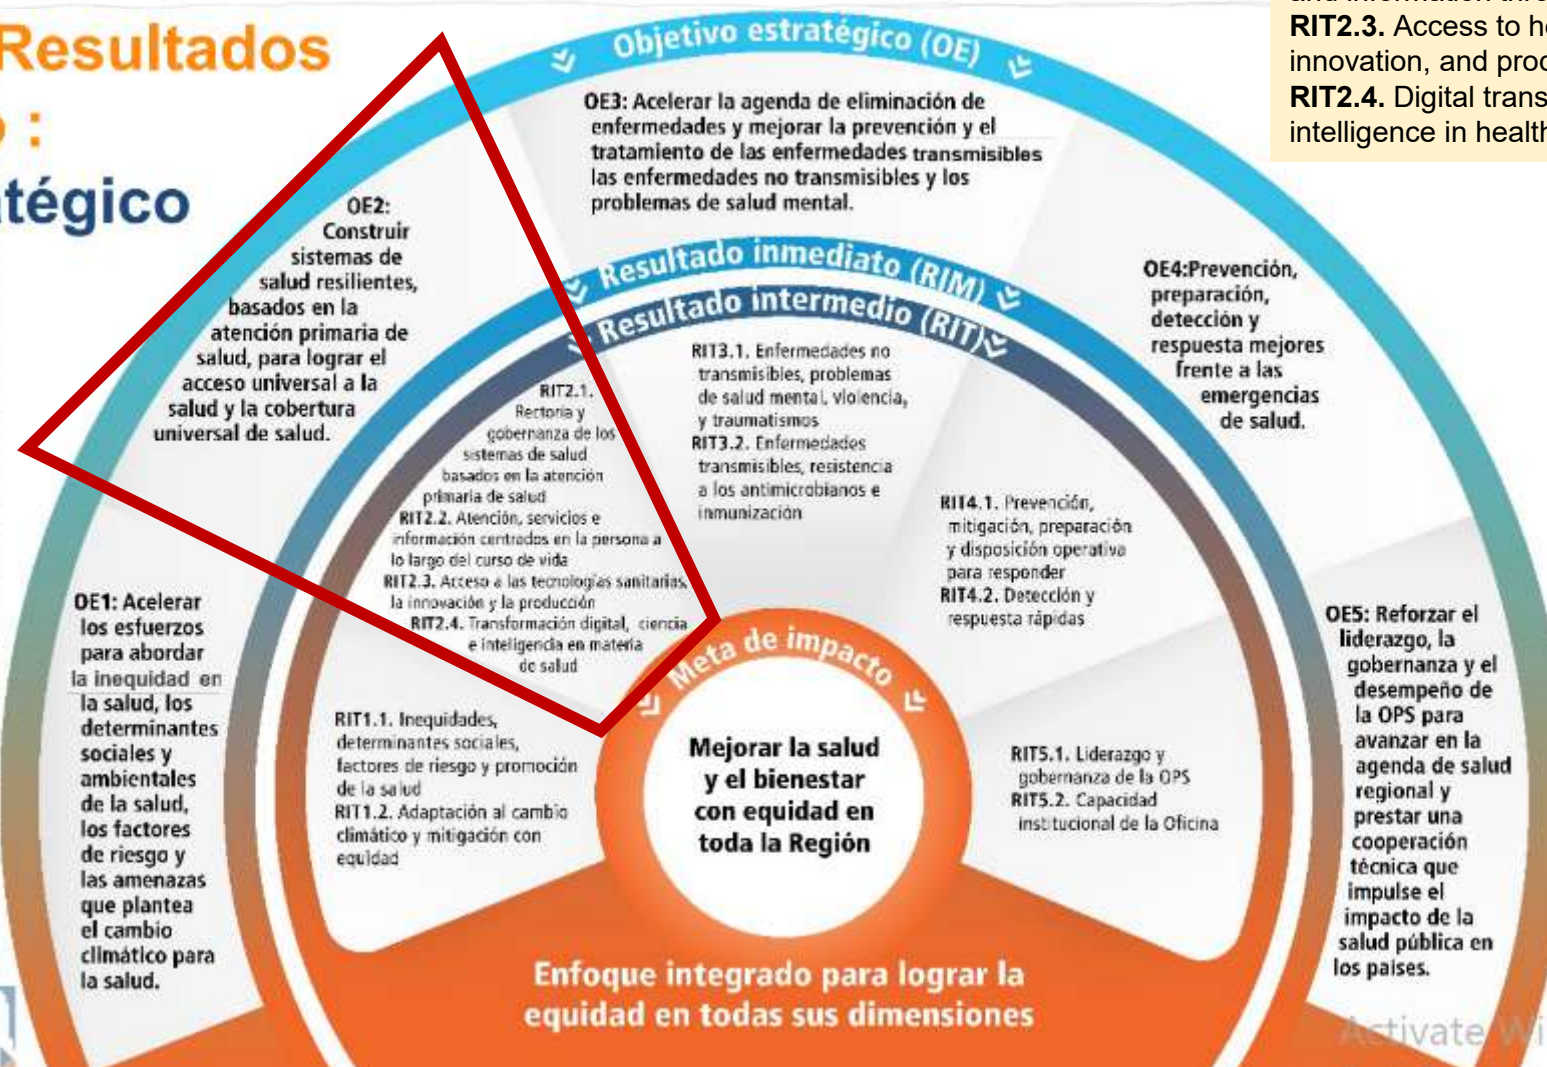 Resultados
:
tégico
RIT2.3. Access to
innovation, and
RIT2.4. Digital
intelligence in health
Objetivo estratégico (OE)
OE3: Acelerar la agenda de eliminación de
enfermedades y mejorar la prevención y el
tratamiento de las enfermedades transmisibles
las enfermedades no transmisibles y los
problemas de salud mental.
OE2:
Construir
sistemas de
salud resilientes,
basados en la
atención primaria de
salud, para lograr el
acceso universal a la
salud y la cobertura
universal de salud.
OE4:Prevención,
preparación,
detección y
respuesta mejores
frente a las
emergencias
de salud.
Resultado inmediato (RIM)
Resultado intermedio (RIT)
RIT2.1.
Rectoría y
gobernanza de los
sistemas de salud
basados en la atención
primaria de salud
RIT2.2. Atención, servicios e
información centrados en la persona a
lo largo del curso de vida
RIT2.3. Acceso a las tecnologías sanitarias,
la innovación y la producción
RIT2.4. Transformación digital, ciencia
e inteligencia en materia
de salud
RIT3.1. Enfermedades no
transmisibles, problemas
de salud mental, violencia,
y traumatismos
RIT3.2. Enfermedades
transmisibles, resistencia
a los antimicrobianos e
inmunización
RIT4.1. Prevención,
mitigación, preparación
y disposición operativa
para responder
RIT4.2. Detección y
respuesta rápidas
OE1: Acelerar
los esfuerzos
para abordar
la inequidad en
la salud, los
determinantes
sociales y
ambientales
de la salud,
los factores
de riesgo y
las amenazas
que plantea
el cambio
climático para
la salud.
RIT1.1. Inequidades,
determinantes sociales,
factores de riesgo y promoción
de la salud
RIT1.2. Adaptación al cambio
climático y mitigación con
equidad
Meta de impacto
Mejorar la salud
y el bienestar
con equidad en
toda la Región
RIT5.1. Liderazgo y
gobernanza de la OPS
RIT5.2. Capacidad
institucional de la Oficina
OE5: Reforzar el
liderazgo, la
gobernanza y el
desempeño de
la OPS para
avanzar en la
agenda de salud
regional y
prestar una
cooperación
técnica que
impulse el
impacto de la
salud pública en
los países.
Enfoque integrado para lograr la
equidad en todas sus dimensiones
Activate